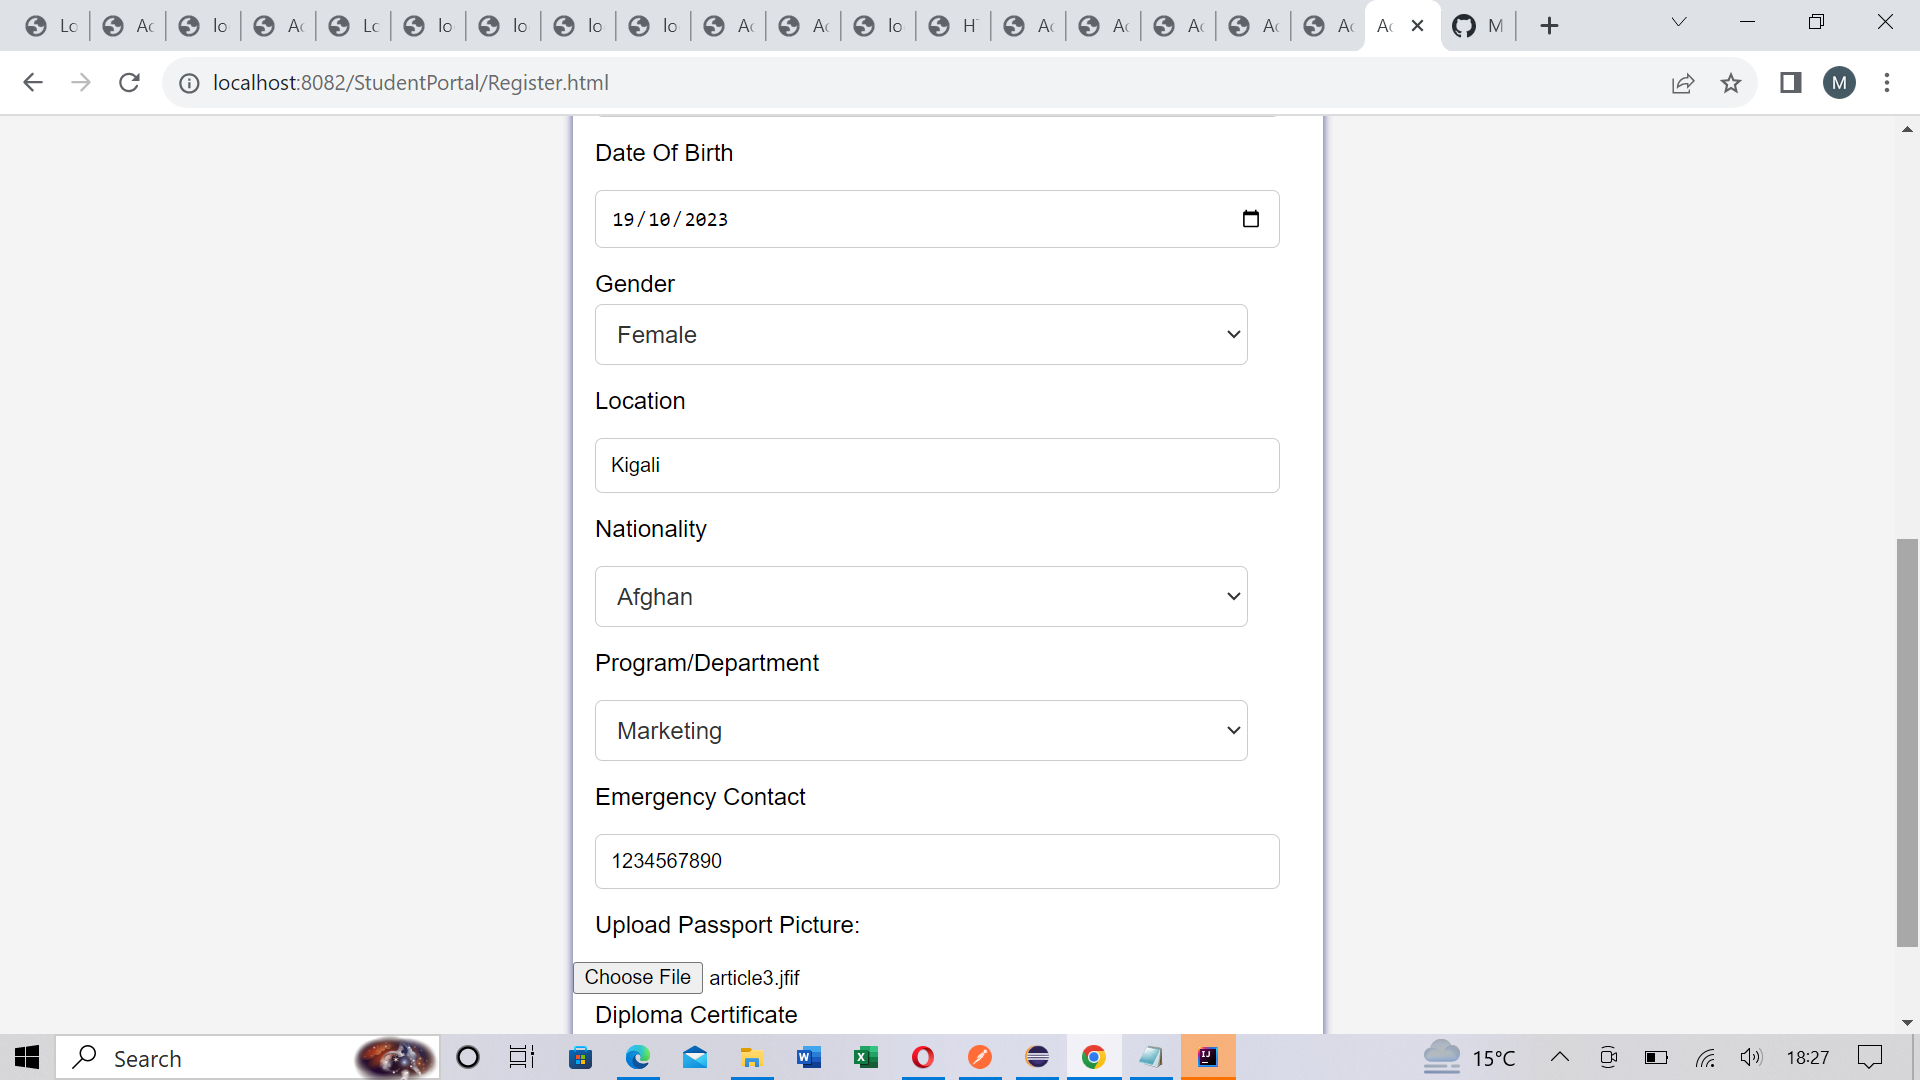 Lo Ac lo Ac Lo lo lo lo lo Ac Ac lo H Ac Ac Ac Ac Ac Ac M
localhost:8082/StudentPortal/Register.html M
Date Of Birth
19/10/2023
Gender
Female
Location
Kigali
Nationality
Afghan
Program/Department
Marketing
Emergency Contact
1234567890
Upload Passport Picture:
Choose File article3.jfif
Diploma Certificate
Search 15°C 18:27